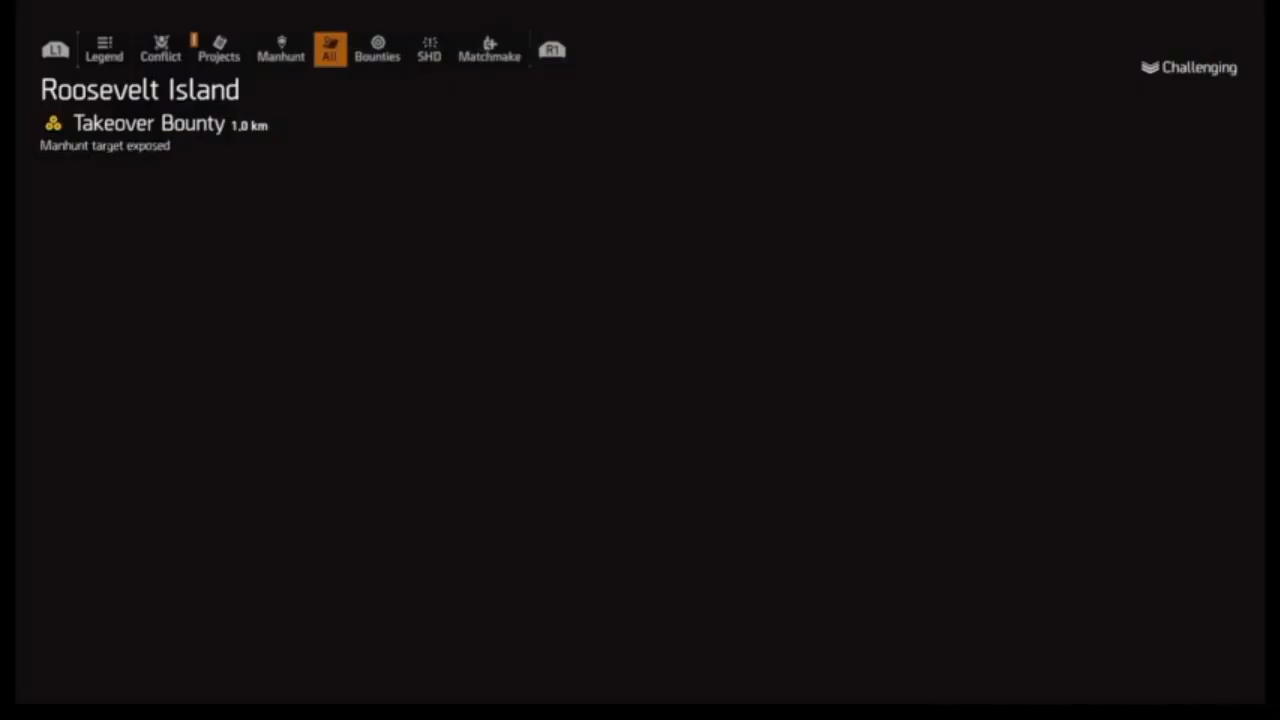 L1 Legend Conflict Projects Manhunt All Bounties SHD Matchmake R1
Challenging
Roosevelt Island
Takeover Bounty 1,0 km
Manhunt target exposed